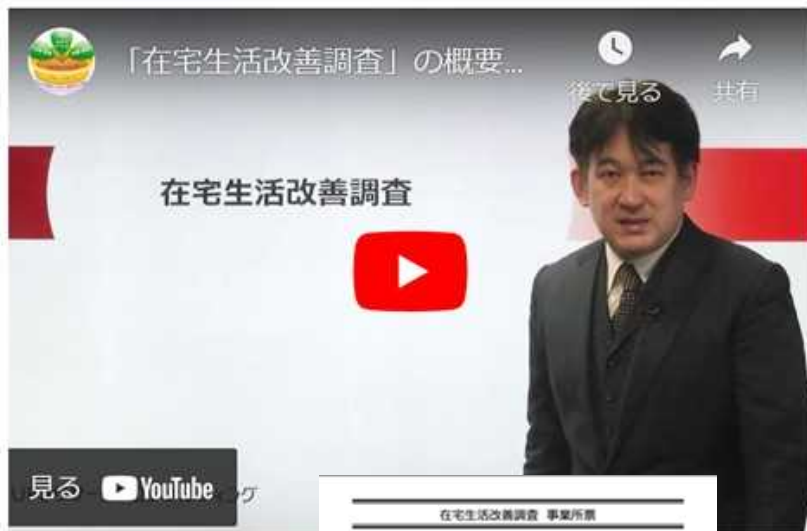 「在宅生活改善調査」の概要...
後で見る
共有
在宅生活改善調査
見る YouTube
ング
在宅生活改善調査 事業所票